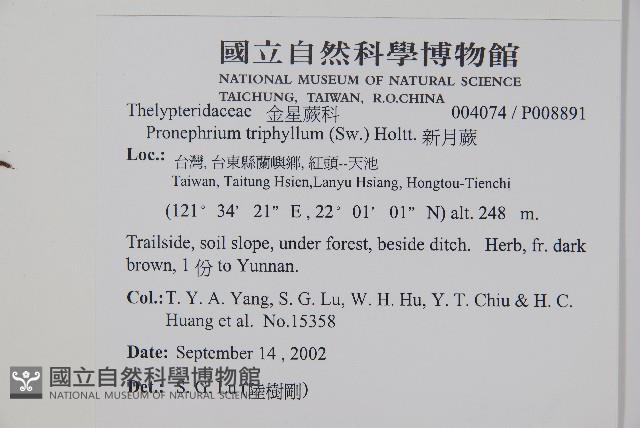 國立自然科學博物館
NATIONAL MUSEUM OF NATURAL SCIENCE
TAICHUNG, TAIWAN, R.O.CHINA
Thelypteridaceae 金星蕨科 004074 / P008891
Pronephrium triphyllum (Sw.) Holtt. 新月蕨
Loc.: 台灣, 台東縣蘭嶼鄉, 紅頭--天池
Taiwan, Taitung Hsien,Lanyu Hsiang, Hongtou-Tienchi
(121° 34' 21" E , 22° 01' 01" N) alt. 248 m.
Trailside, soil slope, under forest, beside ditch. Herb, fr. dark
brown, 1 份 to Yunnan.
Col.: T. Y. A. Yang, S. G. Lu, W. H. Hu, Y. T. Chiu & H. C.
Huang et al. No.15358
Date: September 14 , 2002
Det.: S. G. Lu (陸樹剛)
國立自然科學博物館
NATIONAL MUSEUM OF NATURAL SCIENCE